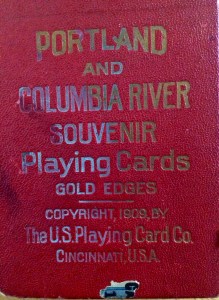 PORTLAND
AND
COLUMBIA RIVER
SOUVENIR
Playing Cards
GOLD EDGES
COPYRIGHT, 1909, BY
The U.S. Playing Card Co.
CINCINNATI, U.S.A.